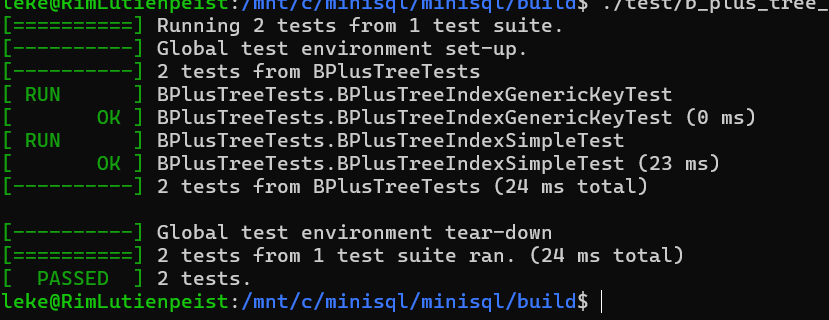 leke@RimLutienpeist:/mnt/c/minisql/minisql/build$ ./test/b_plus_tree_
[==========] Running 2 tests from 1 test suite.
[----------] Global test environment set-up.
[----------] 2 tests from BPlusTreeTests
[ RUN      ] BPlusTreeTests.BPlusTreeIndexGenericKeyTest
[       OK ] BPlusTreeTests.BPlusTreeIndexGenericKeyTest (0 ms)
[ RUN      ] BPlusTreeTests.BPlusTreeIndexSimpleTest
[       OK ] BPlusTreeTests.BPlusTreeIndexSimpleTest (23 ms)
[----------] 2 tests from BPlusTreeTests (24 ms total)
[----------] Global test environment tear-down
[==========] 2 tests from 1 test suite ran. (24 ms total)
[  PASSED  ] 2 tests.
leke@RimLutienpeist:/mnt/c/minisql/minisql/build$